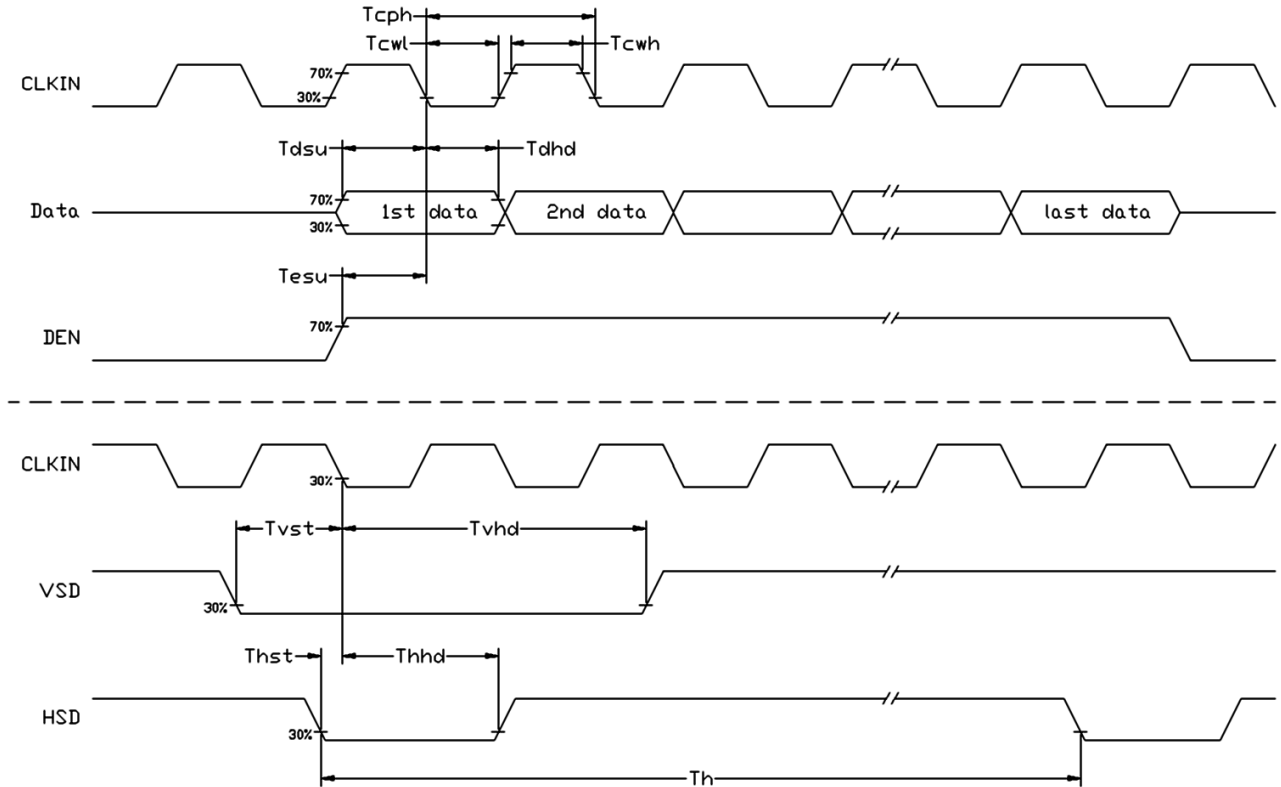 Tcph
Tcwl Tcwh
CLKIN 70%
30%
Tdsu Tdhd
Data 70% 1st data 2nd data last data
30%
Tesu
DEN 70%
CLKIN 30%
Tvst Tvhd
VSD 30%
Thst Thhd
HSD 30%
Th